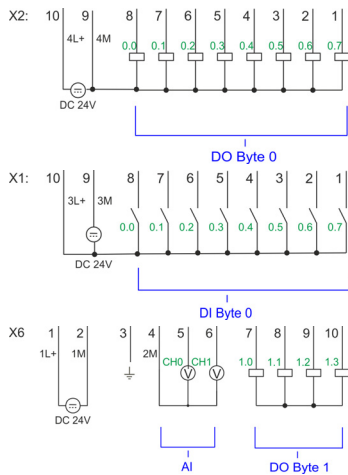 X2: 10 9 8 7 6 5 4 3 2 1
4L+ 4M 0.0 0.1 0.2 0.3 0.4 0.5 0.6 0.7
DC 24V
DO Byte 0
X1: 10 9 8 7 6 5 4 3 2 1
3L+ 3M 0.0 0.1 0.2 0.3 0.4 0.5 0.6 0.7
DC 24V
DI Byte 0
X6 1 2 3 4 5 6 7 8 9 10
1L+ 1M 2M CH0 CH1 1.0 1.1 1.2 1.3
V V
DC 24V
AI DO Byte 1